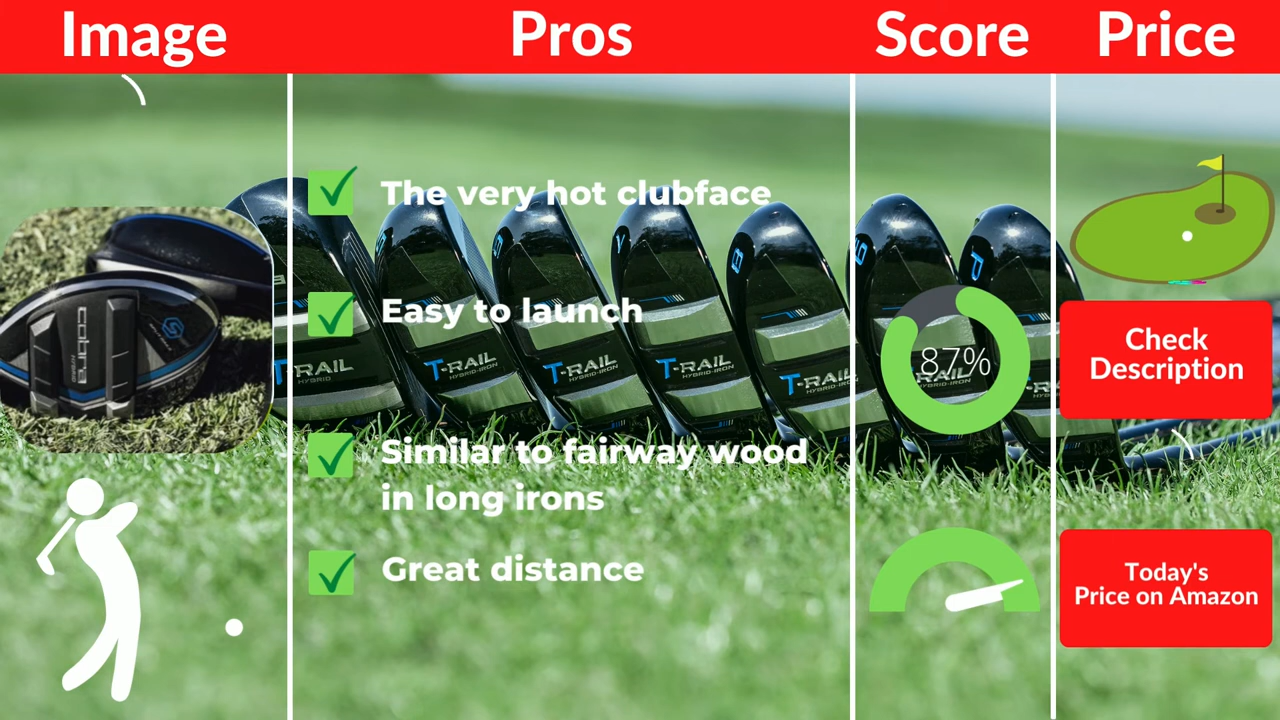 Image
Pros
Score
Price
The very hot clubface
Easy to launch
Similar to fairway wood
in long irons
Great distance
87%
Check
Description
Today's
Price on Amazon
cobra
T-RAIL
HYBRID
T-RAIL
HYBRID-IRON
T-RAIL
HYBRID-IRON
T-RAIL
HYBRID-IRON
T-RAIL
HYBRID-IRON